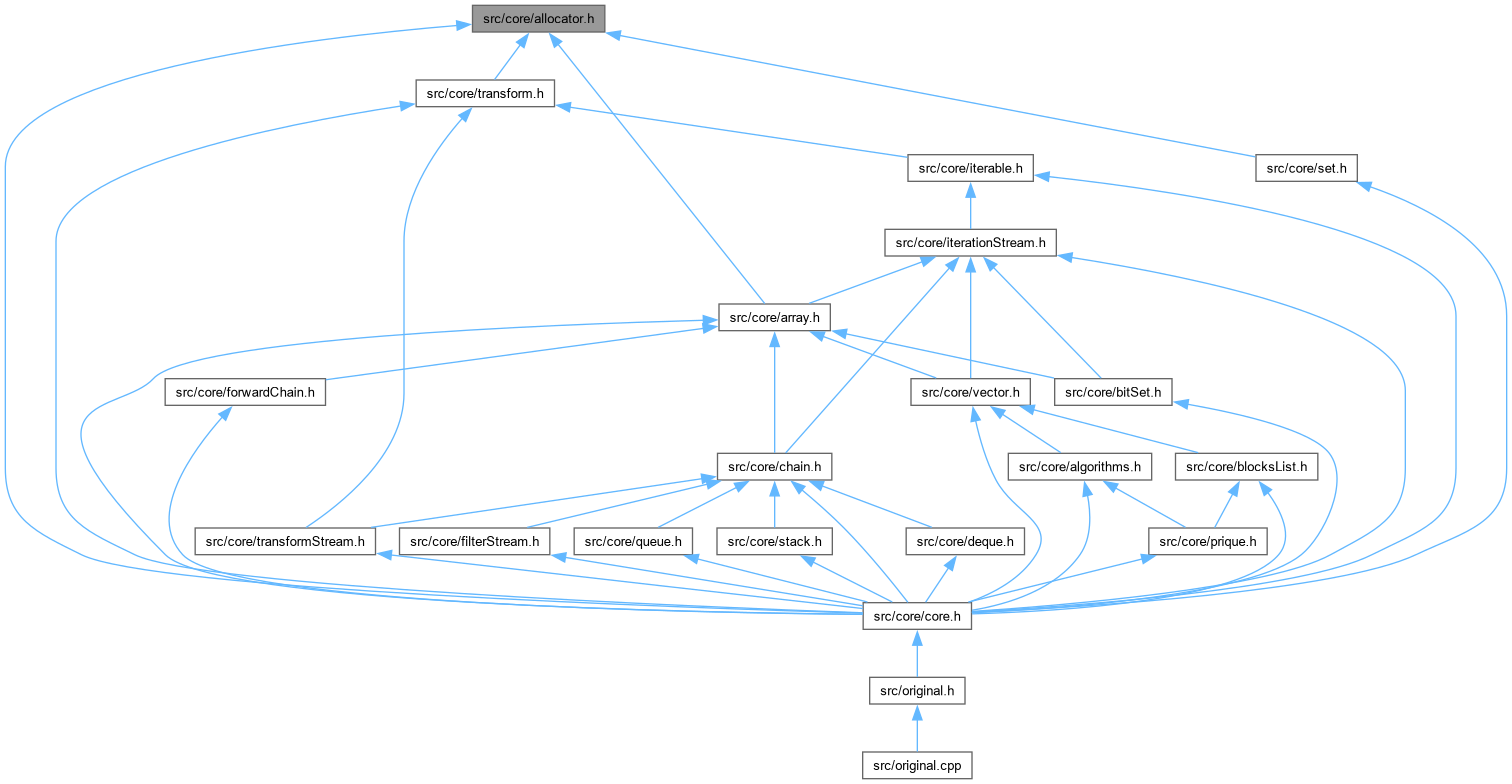 src/core/allocator.h
src/core/transform.h
src/core/iterable.h
src/core/set.h
src/core/iterationStream.h
src/core/array.h
src/core/forwardChain.h
src/core/vector.h
src/core/bitSet.h
src/core/chain.h
src/core/algorithms.h
src/core/blocksList.h
src/core/transformStream.h
src/core/filterStream.h
src/core/queue.h
src/core/stack.h
src/core/deque.h
src/core/prique.h
src/core/core.h
src/original.h
src/original.cpp